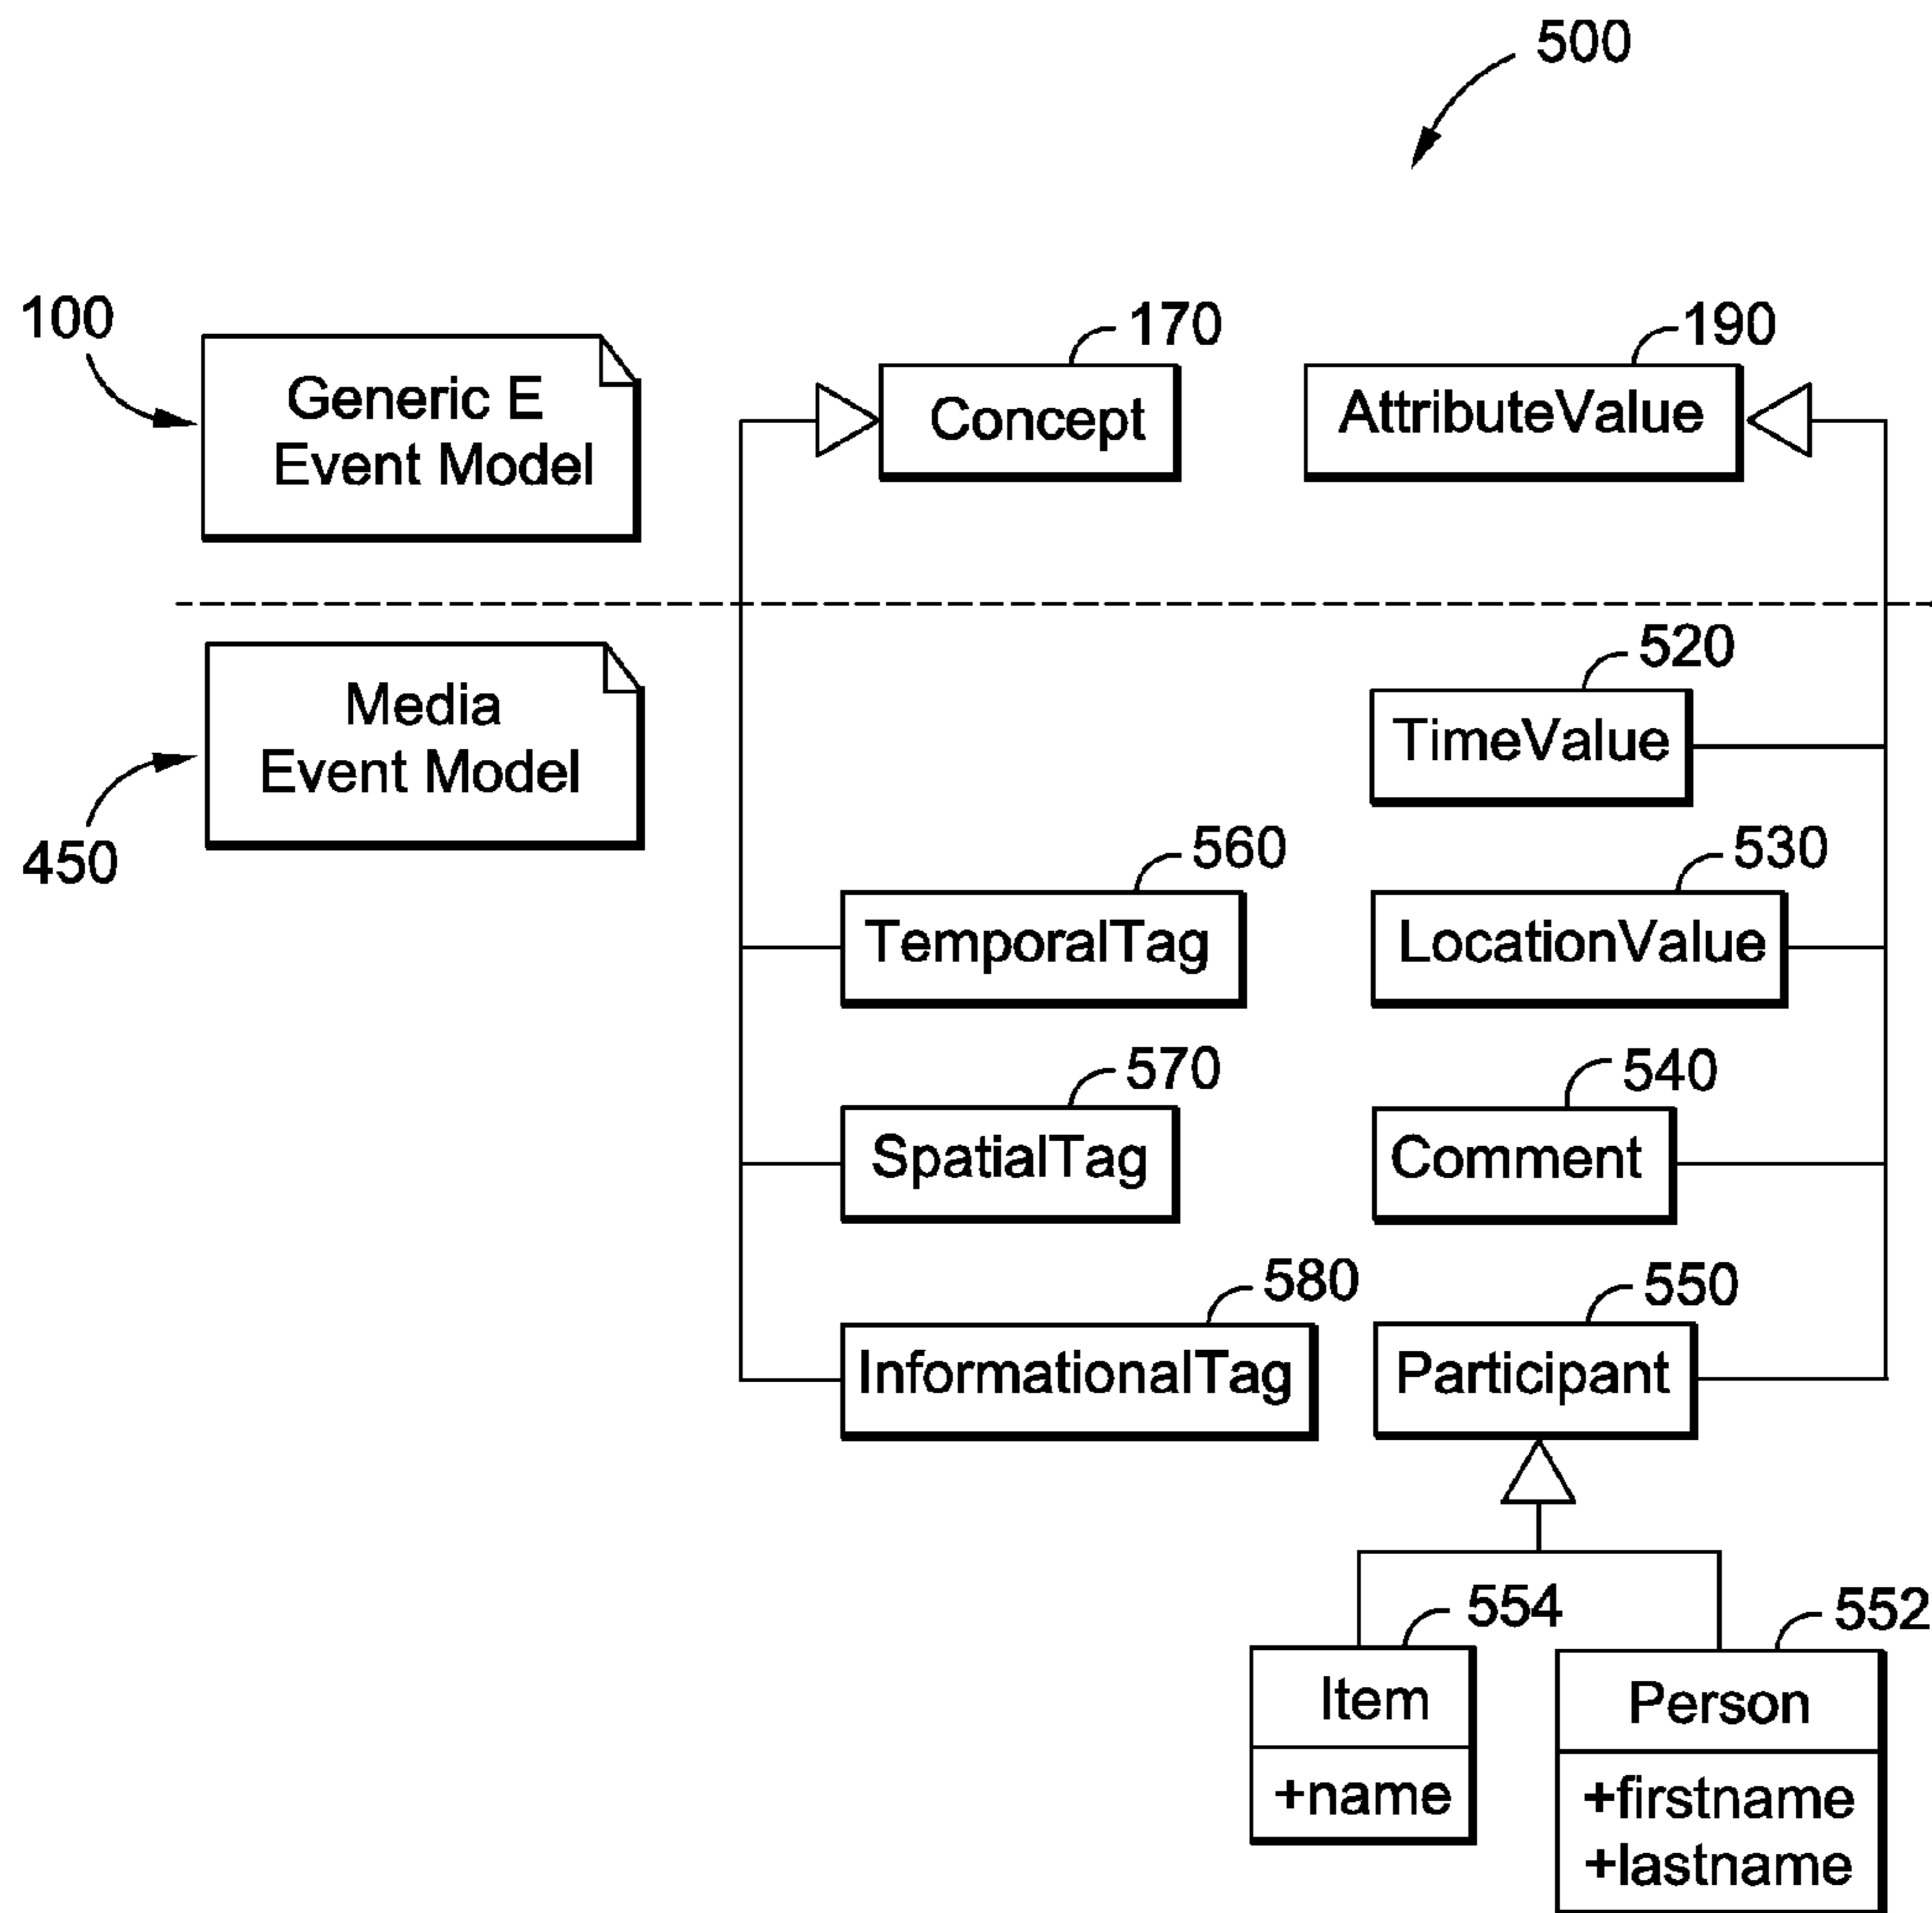 500
100
Generic E
Event Model
170
Concept
190
AttributeValue
450
Media
Event Model
520
TimeValue
560
TemporalTag
530
LocationValue
570
SpatialTag
540
Comment
580
InformationalTag
550
Participant
554
Item
+name
552
Person
+firstname
+lastname